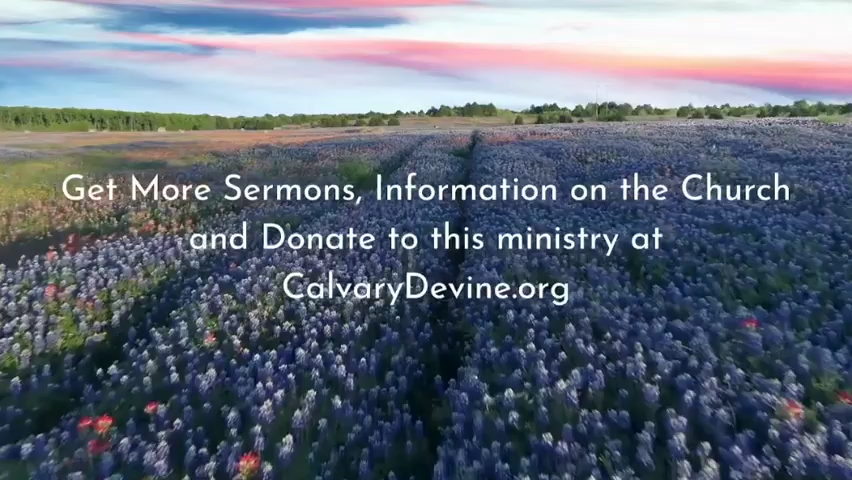 Get More Sermons, Information on the Church
and Donate to this ministry at
CalvaryDevine.org